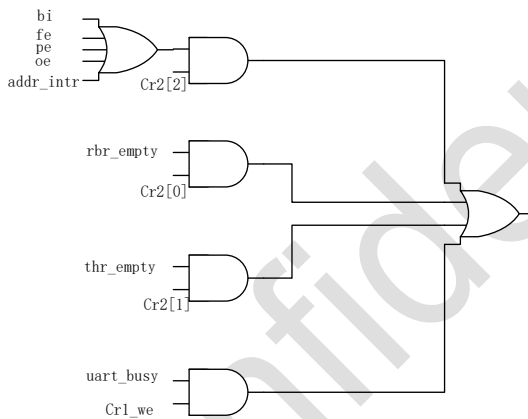 bi
fe
pe
oe
addr_intr
Cr2[2]
rbr_empty
Cr2[0]
thr_empty
Cr2[1]
uart_busy
Cr1_we